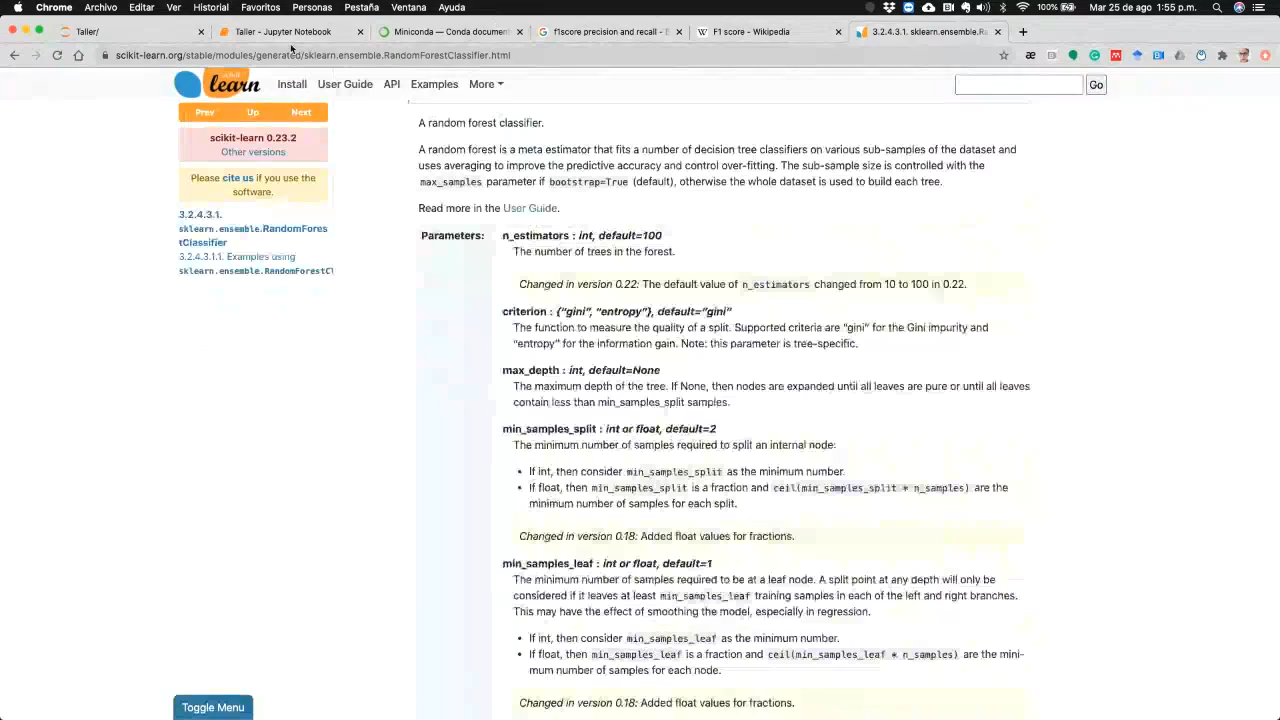 Chrome Archivo Editar Ver Historial Favoritos Personas Pestaña Ventana Ayuda 100% Mar 25 de ago 1:55 p.m.
Taller/ × Taller - Jupyter Notebook × Miniconda — Conda document × f1score precision and recall - B × F1 score - Wikipedia × 3.2.4.3.1. sklearn.ensemble.Ra × +
scikit-learn.org/stable/modules/generated/sklearn.ensemble.RandomForestClassifier.html
scikit learn Install User Guide API Examples More Go
Prev Up Next
scikit-learn 0.23.2
Other versions
Please cite us if you use the
software.
3.2.4.3.1.
sklearn.ensemble.RandomFores
tClassifier
3.2.4.3.1.1. Examples using
sklearn.ensemble.RandomForestCl
A random forest classifier.
A random forest is a meta estimator that fits a number of decision tree classifiers on various sub-samples of the dataset and
uses averaging to improve the predictive accuracy and control over-fitting. The sub-sample size is controlled with the
max_samples parameter if bootstrap=True (default), otherwise the whole dataset is used to build each tree.
Read more in the User Guide.
Parameters: n_estimators : int, default=100
The number of trees in the forest.
Changed in version 0.22: The default value of n_estimators changed from 10 to 100 in 0.22.
criterion : {"gini", "entropy"}, default="gini"
The function to measure the quality of a split. Supported criteria are "gini" for the Gini impurity and
"entropy" for the information gain. Note: this parameter is tree-specific.
max_depth : int, default=None
The maximum depth of the tree. If None, then nodes are expanded until all leaves are pure or until all leaves
contain less than min_samples_split samples.
min_samples_split : int or float, default=2
The minimum number of samples required to split an internal node:
• If int, then consider min_samples_split as the minimum number.
• If float, then min_samples_split is a fraction and ceil(min_samples_split * n_samples) are the
minimum number of samples for each split.
Changed in version 0.18: Added float values for fractions.
min_samples_leaf : int or float, default=1
The minimum number of samples required to be at a leaf node. A split point at any depth will only be
considered if it leaves at least min_samples_leaf training samples in each of the left and right branches.
This may have the effect of smoothing the model, especially in regression.
• If int, then consider min_samples_leaf as the minimum number.
• If float, then min_samples_leaf is a fraction and ceil(min_samples_leaf * n_samples) are the mini-
mum number of samples for each node.
Changed in version 0.18: Added float values for fractions.
Toggle Menu